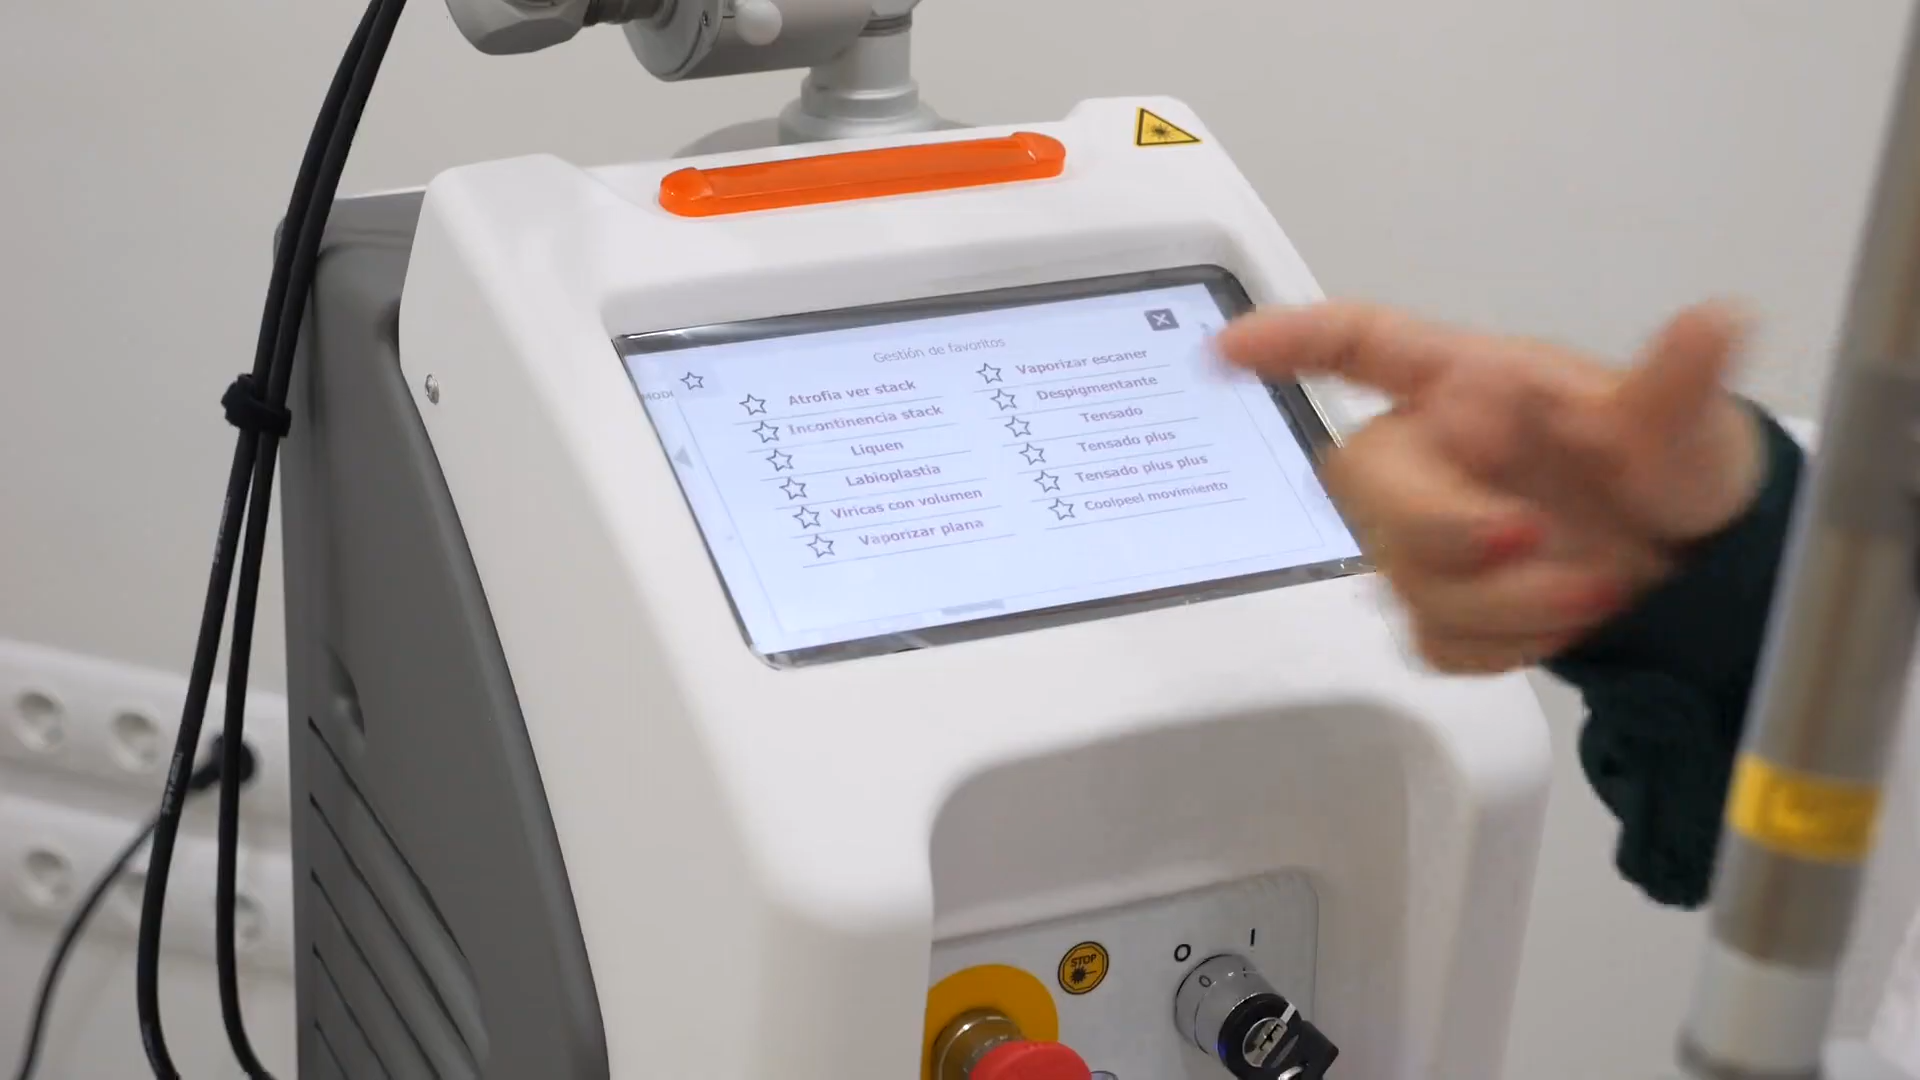 Gestión de favoritos
Atrofia ver stack
Incontinencia stack
Liquen
Labioplastia
Viricas con volumen
Vaporizar plana
Vaporizar escaner
Despigmentante
Tensado
Tensado plus
Tensado plus plus
Coolpeel movimiento
STOP
O I
0